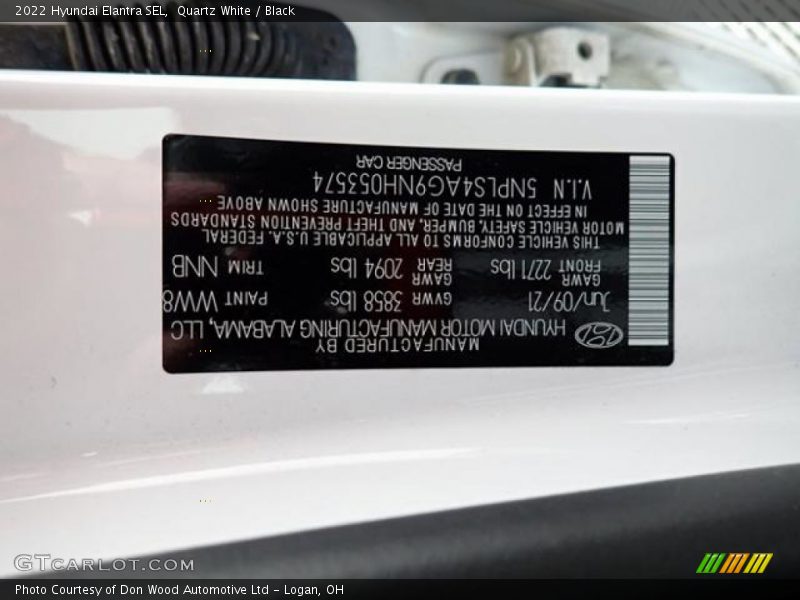 2022 Hyundai Elantra SEL, Quartz White / Black
MANUFACTURED BY
HYUNDAI MOTOR MANUFACTURING ALABAMA, LLC
Jun/09/21 GVWR 3858 lbs PAINT WW8
FRONT GAWR 2271 lbs REAR GAWR 2094 lbs TRIM NNB
THIS VEHICLE CONFORMS TO ALL APPLICABLE U.S.A. FEDERAL
MOTOR VEHICLE SAFETY, BUMPER, AND THEFT PREVENTION STANDARDS
IN EFFECT ON THE DATE OF MANUFACTURE SHOWN ABOVE
V.I.N 5NPLS4AG9NH053574
PASSENGER CAR
GTCARLOT.COM
Photo Courtesy of Don Wood Automotive Ltd - Logan, OH